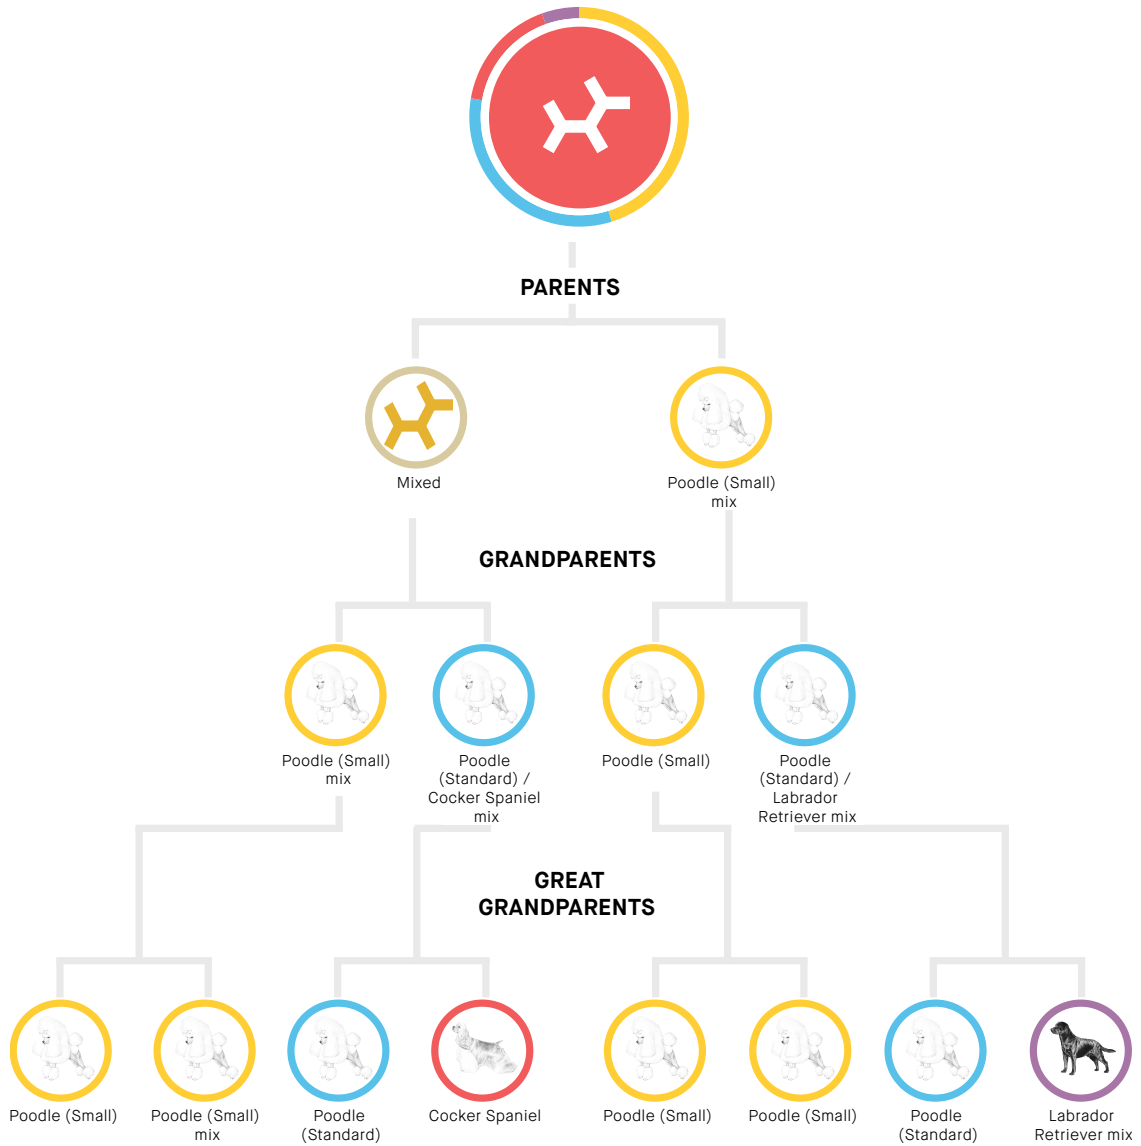 PARENTS
Mixed
Poodle (Small)
mix
GRANDPARENTS
Poodle (Small)
mix
Poodle
(Standard) /
Cocker Spaniel
mix
Poodle (Small)
Poodle
(Standard) /
Labrador
Retriever mix
GREAT
GRANDPARENTS
Poodle (Small)
Poodle (Small)
mix
Poodle
(Standard)
Cocker Spaniel
Poodle (Small)
Poodle (Small)
Poodle
(Standard)
Labrador
Retriever mix